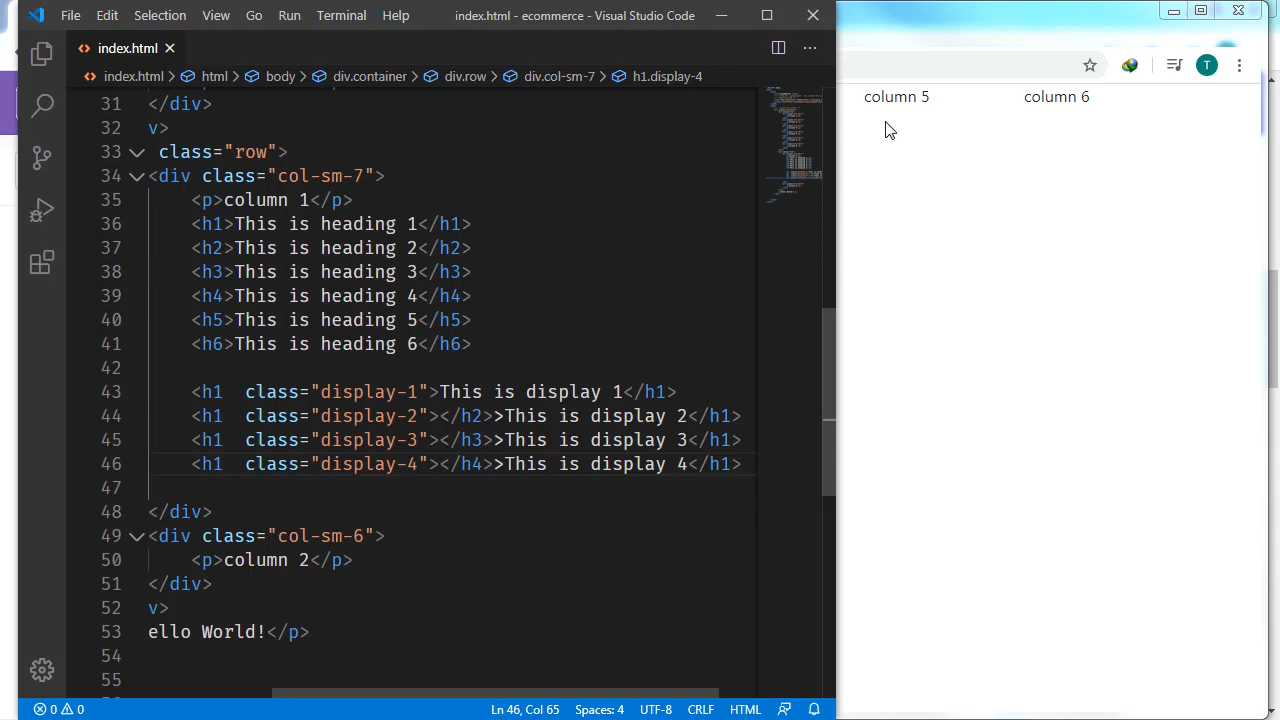 File Edit Selection View Go Run Terminal Help index.html - ecommerce - Visual Studio Code
index.html
index.html > html > body > div.container > div.row > div.col-sm-7 > h1.display-4
31 </div>
32 v>
33 class="row">
34 <div class="col-sm-7">
35 <p>column 1</p>
36 <h1>This is heading 1</h1>
37 <h2>This is heading 2</h2>
38 <h3>This is heading 3</h3>
39 <h4>This is heading 4</h4>
40 <h5>This is heading 5</h5>
41 <h6>This is heading 6</h6>
42
43 <h1  class="display-1">This is display 1</h1>
44 <h1  class="display-2"></h2>>This is display 2</h1>
45 <h1  class="display-3"></h3>>This is display 3</h1>
46 <h1  class="display-4"></h4>>This is display 4</h1>
47
48 </div>
49 <div class="col-sm-6">
50 <p>column 2</p>
51 </div>
52 v>
53 ello World!</p>
54
55
0 0 Ln 46, Col 65 Spaces: 4 UTF-8 CRLF HTML
T
column 5 column 6